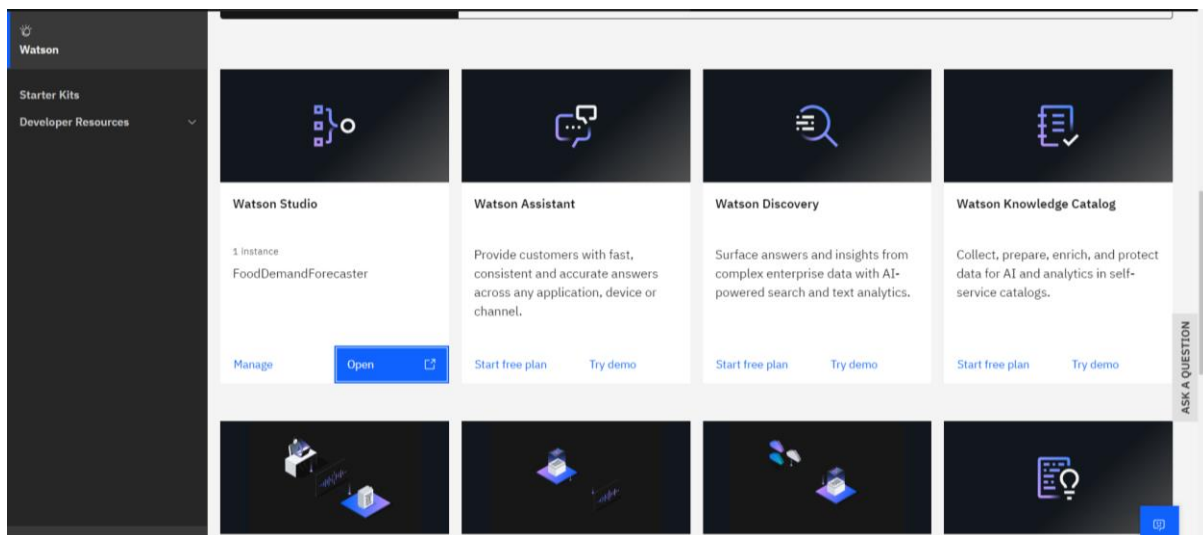 Watson
Starter Kits
Developer Resources
Watson Studio
1 instance
FoodDemandForecaster
Manage
Open
Watson Assistant
Provide customers with fast,
consistent and accurate answers
across any application, device or
channel.
Start free plan
Try demo
Watson Discovery
Surface answers and insights from
complex enterprise data with AI-
powered search and text analytics.
Start free plan
Try demo
Watson Knowledge Catalog
Collect, prepare, enrich, and protect
data for AI and analytics in self-
service catalogs.
Start free plan
Try demo
ASK A QUESTION